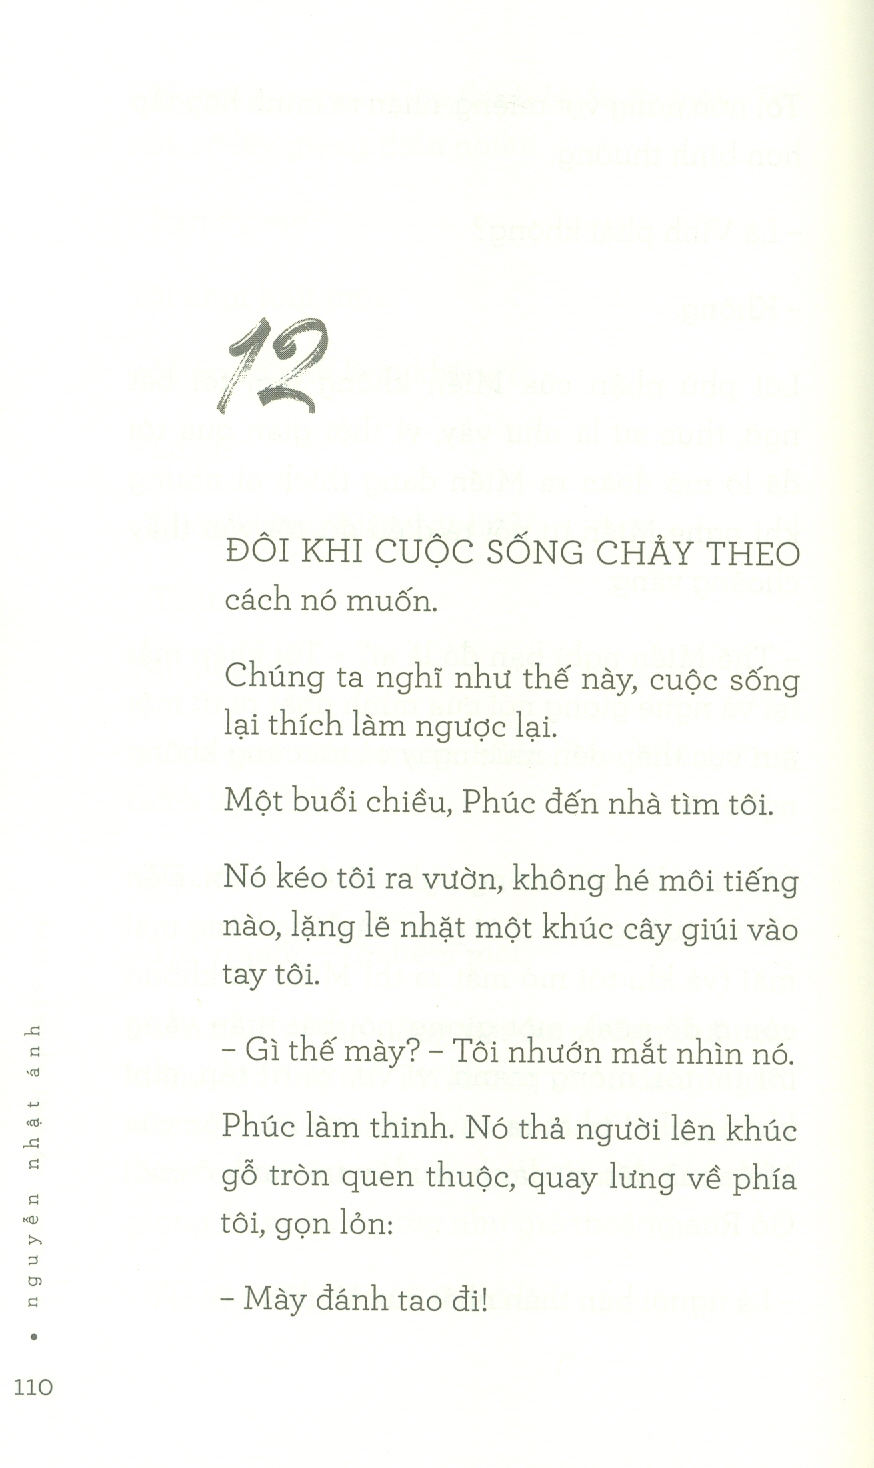 12
ĐÔI KHI CUỘC SỐNG CHẢY THEO
cách nó muốn.
Chúng ta nghĩ như thế này, cuộc sống
lại thích làm ngược lại.
Một buổi chiều, Phúc đến nhà tìm tôi.
Nó kéo tôi ra vườn, không hé môi tiếng
nào, lặng lẽ nhặt một khúc cây giúi vào
tay tôi.
– Gì thế mày? – Tôi nhướn mắt nhìn nó.
Phúc làm thinh. Nó thả người lên khúc
gỗ tròn quen thuộc, quay lưng về phía
tôi, gọn lỏn:
– Mày đánh tao đi!
• nguyễn nhật ánh
110